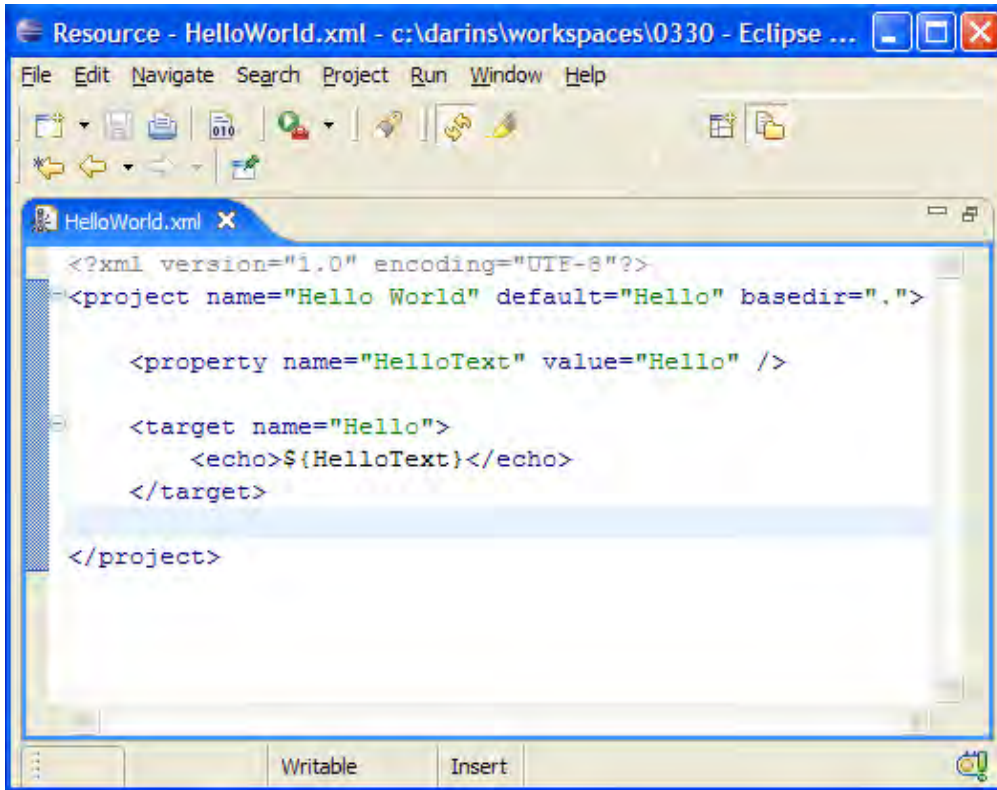 Resource - HelloWorld.xml - c:\darins\workspaces\0330 - Eclipse ...
File Edit Navigate Search Project Run Window Help
010
HelloWorld.xml
<?xml version="1.0" encoding="UTF-8"?>
<project name="Hello World" default="Hello" basedir=".">
<property name="HelloText" value="Hello" />
<target name="Hello">
<echo>${HelloText}</echo>
</target>
</project>
Writable Insert